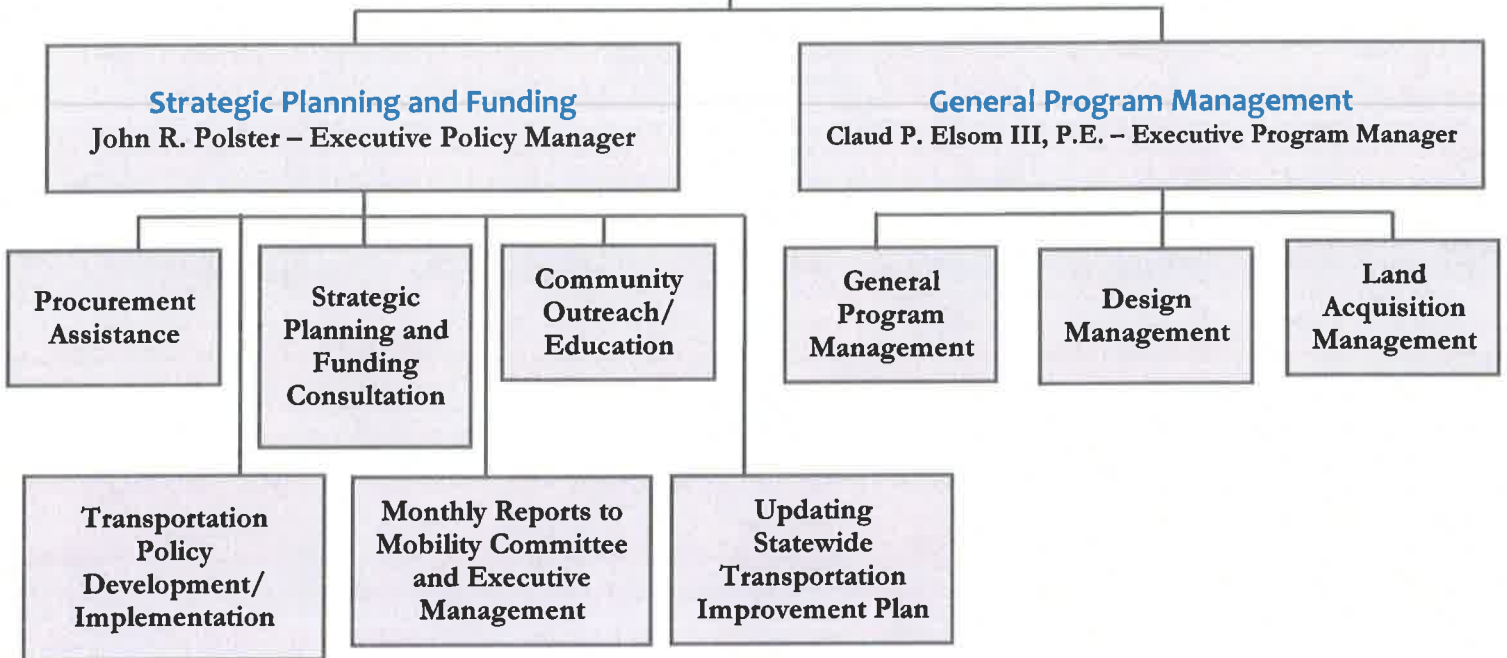 Strategic Planning and Funding
John R. Polster – Executive Policy Manager
General Program Management
Claud P. Elsom III, P.E. – Executive Program Manager
Procurement
Assistance
Strategic
Planning and
Funding
Consultation
Community
Outreach/
Education
General
Program
Management
Design
Management
Land
Acquisition
Management
Transportation
Policy
Development/
Implementation
Monthly Reports to
Mobility Committee
and Executive
Management
Updating
Statewide
Transportation
Improvement Plan